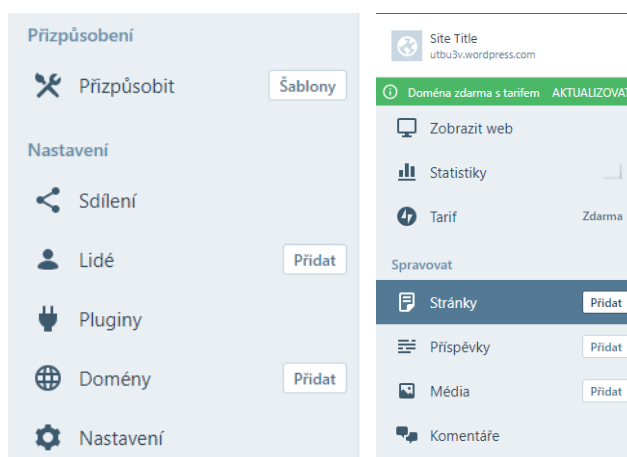 Přizpůsobení
Přizpůsobit Šablony
Nastavení
Sdílení
Lidé Přidat
Pluginy
Domény Přidat
Nastavení
Site Title
utbu3v.wordpress.com
Doména zdarma s tarifem AKTUALIZOVAT
Zobrazit web
Statistiky
Tarif Zdarma
Spravovat
Stránky Přidat
Příspěvky Přidat
Média Přidat
Komentáře